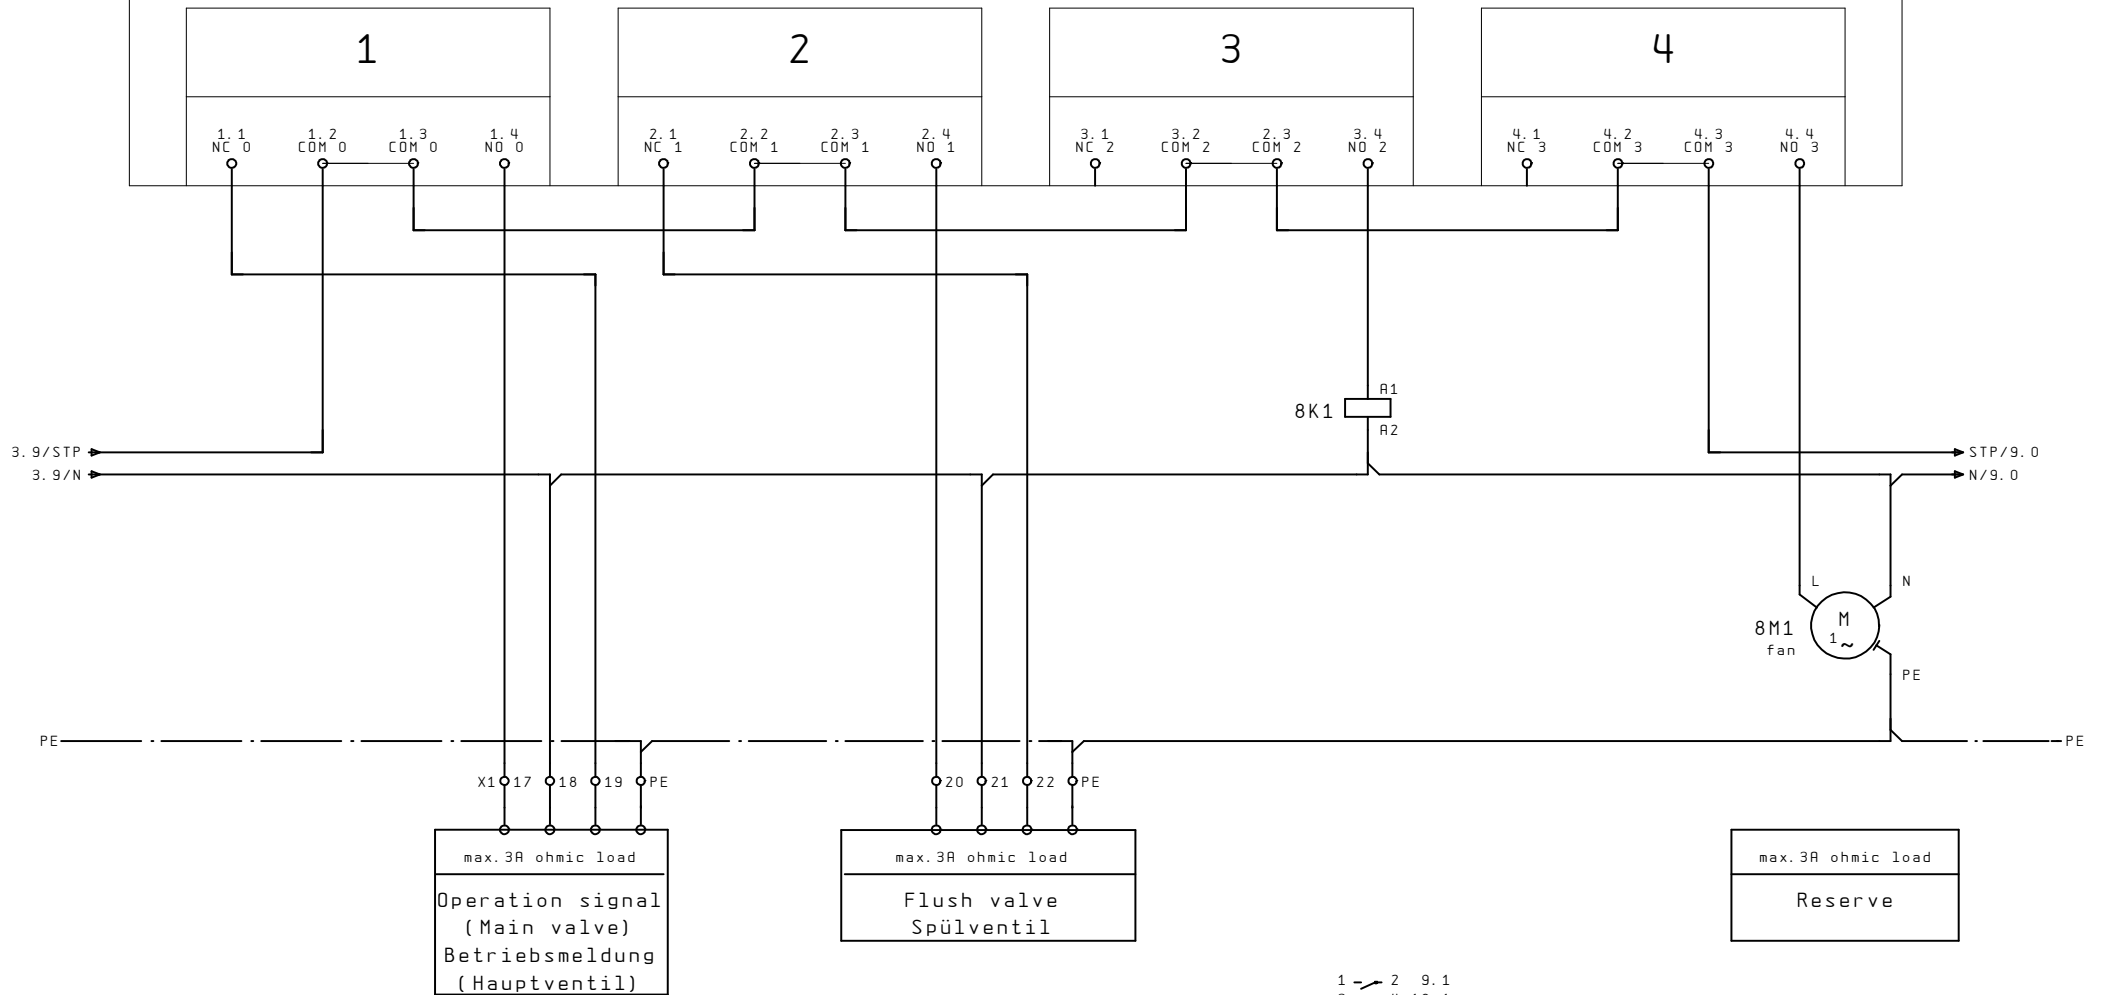 1 2 3 4
1.1 1.2 1.3 1.4 2.1 2.2 2.3 2.4 3.1 3.2 2.3 3.4 4.1 4.2 4.3 4.4
NC 0 COM 0 COM 0 NO 0 NC 1 COM 1 COM 1 NO 1 NC 2 COM 2 COM 2 NO 2 NC 3 COM 3 COM 3 NO 3
A1
8K1
A2
3.9/STP STP/9.0
3.9/N N/9.0
L N
8M1 M
1 ~
fan
PE
PE PE
X1 17 18 19 PE 20 21 22 PE
max.3A ohmic load
Operation signal
(Main valve)
Betriebsmeldung
(Hauptventil)
max.3A ohmic load
Flush valve
Spülventil
max.3A ohmic load
Reserve
1 2 9.1